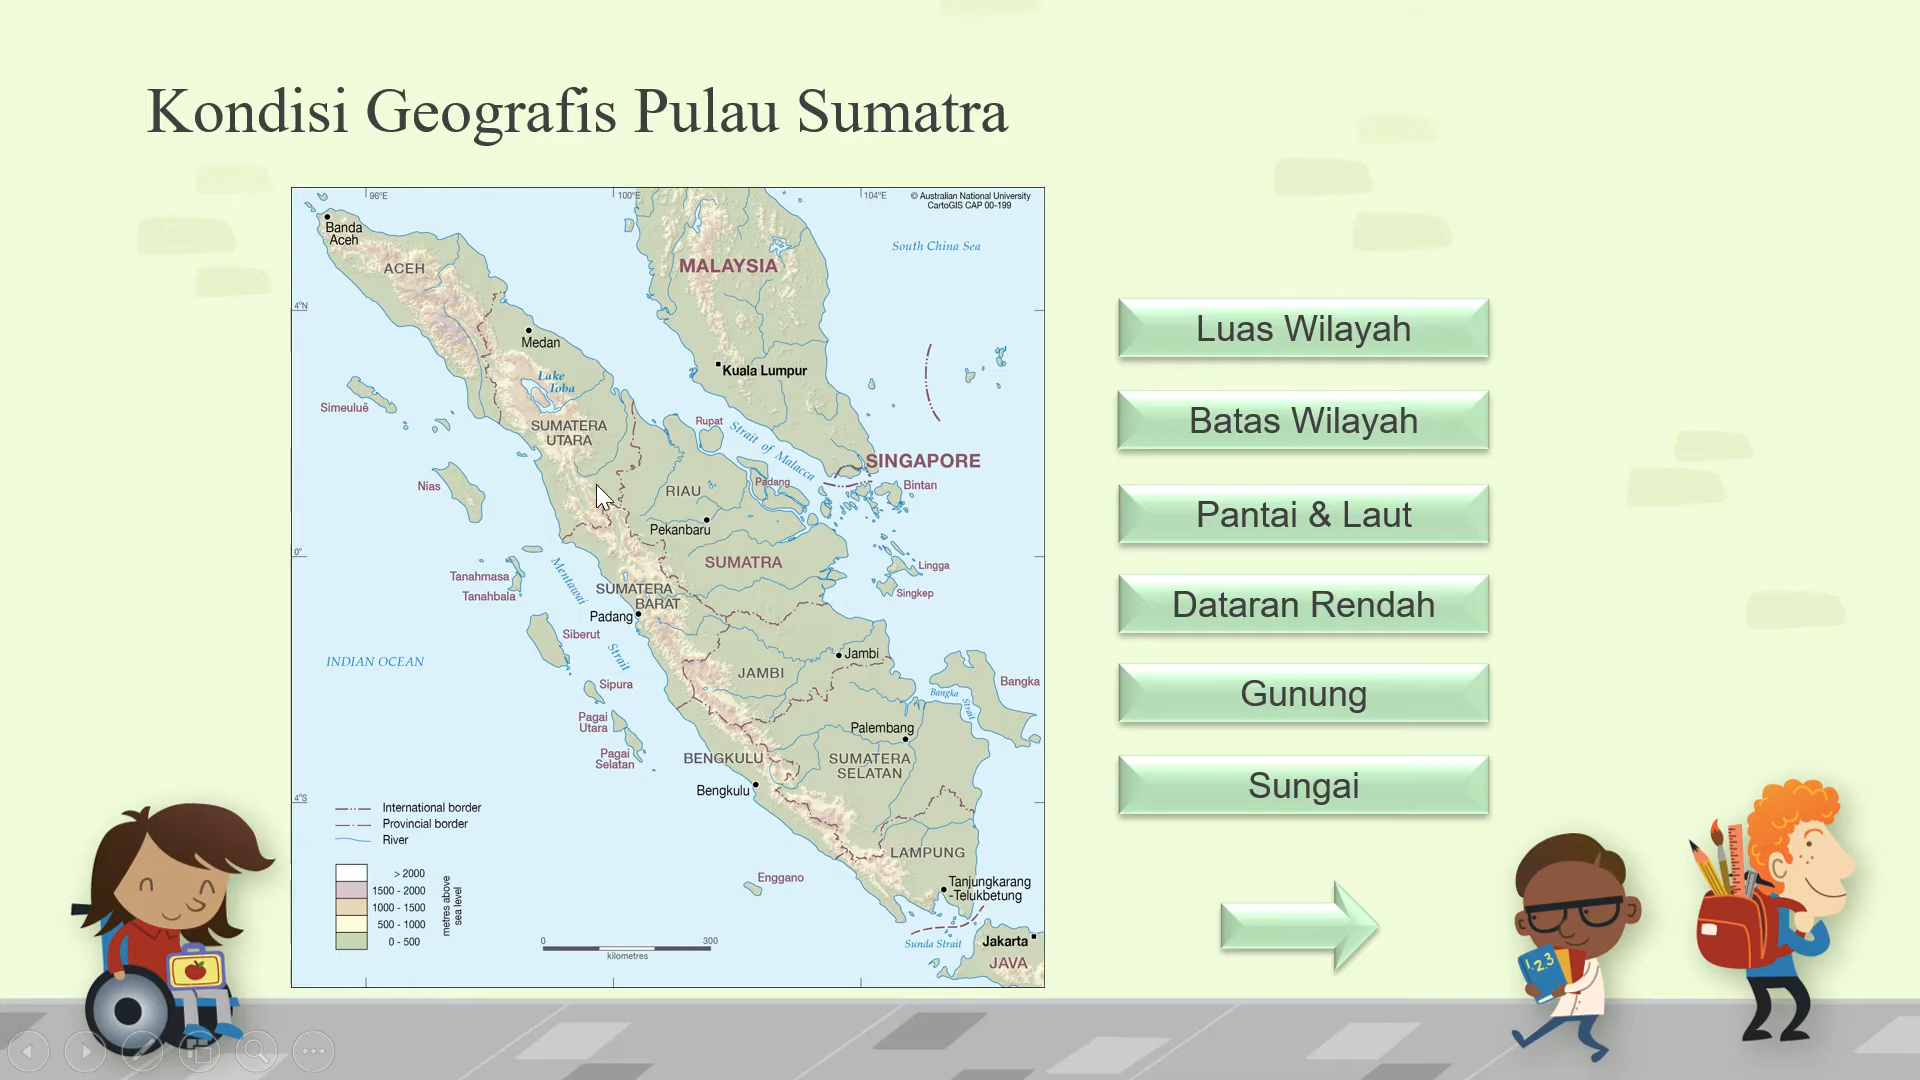 Kondisi Geografis Pulau Sumatra
96°E
100°E
104°E
© Australian National University
CartoGIS CAP 00-199
Banda
Aceh
South China Sea
ACEH
MALAYSIA
4°N
Medan
Kuala Lumpur
Lake
Toba
Simeuluë
SUMATERA
UTARA
Rupat
Strait of Malacca
SINGAPORE
Nias
RIAU
Padang
Bintan
Pekanbaru
0°
SUMATRA
Lingga
Tanahmasa
Tanahbala
Mentawai
Strait
SUMATERA
BARAT
Singkep
Padang
Siberut
INDIAN OCEAN
Jambi
JAMBI
Sipura
Bangka
Bangka
Strait
Pagai
Utara
Palembang
Pagai
Selatan
BENGKULU
SUMATERA
SELATAN
Bengkulu
4°S
International border
Provincial border
River
LAMPUNG
Enggano
Tanjungkarang
-Telukbetung
> 2000
1500 - 2000
1000 - 1500
500 - 1000
0 - 500
metres above
sea level
0
300
kilometres
Sunda Strait
Jakarta
JAVA
Luas Wilayah
Batas Wilayah
Pantai & Laut
Dataran Rendah
Gunung
Sungai
1,2,3